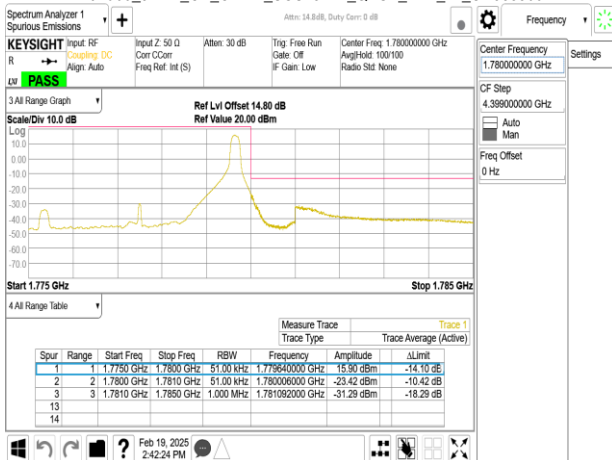 Spectrum Analyzer 1
Spurious Emissions
Attn: 14.8dB, Duty Corr: 0 dB
Frequency
Settings
KEYSIGHT
R
LXI
PASS
Input: RF
Coupling: DC
Align: Auto
Input Z: 50 Ω
Corr CCorr
Freq Ref: Int (S)
Atten: 30 dB
Trig: Free Run
Gate: Off
IF Gain: Low
Center Freq: 1.780000000 GHz
Avg|Hold: 100/100
Radio Std: None
Center Frequency
1.780000000 GHz
CF Step
4.399000000 GHz
Auto
Man
Freq Offset
0 Hz
3 All Range Graph
Scale/Div 10.0 dB
Ref Lvl Offset 14.80 dB
Ref Value 20.00 dBm
Log
10.0
0.00
-10.0
-20.0
-30.0
-40.0
-50.0
-60.0
-70.0
Start 1.775 GHz
Stop 1.785 GHz
4 All Range Table
Measure Trace Trace 1
Trace Type Trace Average (Active)
Spur Range Start Freq Stop Freq RBW Frequency Amplitude ΔLimit
1 1 1.7750 GHz 1.7800 GHz 51.00 kHz 1.779640000 GHz 15.90 dBm -14.10 dB
2 2 1.7800 GHz 1.7810 GHz 51.00 kHz 1.780006000 GHz -23.42 dBm -10.42 dB
3 3 1.7810 GHz 1.7850 GHz 1.000 MHz 1.781092000 GHz -31.29 dBm -18.29 dB
13
14
?
Feb 19, 2025
2:42:24 PM